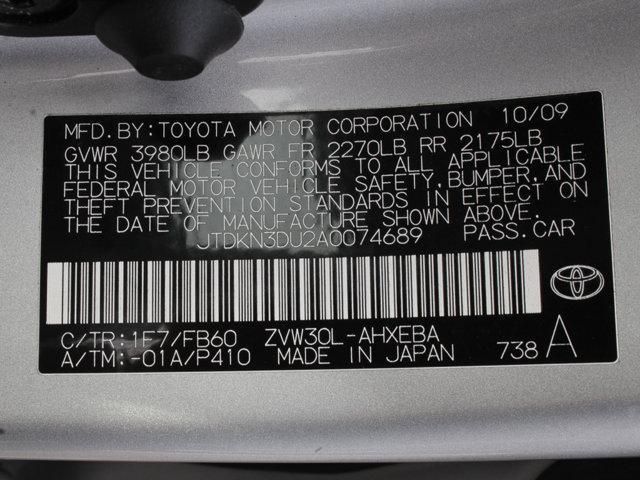 MFD.BY:TOYOTA MOTOR CORPORATION 10/09
GVWR 3980LB GAWR FR 2270LB RR 2175LB
THIS VEHICLE CONFORMS TO ALL APPLICABLE
FEDERAL MOTOR VEHICLE SAFETY,BUMPER,AND
THEFT PREVENTION STANDARDS IN EFFECT ON
THE DATE OF MANUFACTURE SHOWN ABOVE.
JTDKN3DU2A0074689 PASS.CAR
C/TR:1F7/FB60 ZVW30L-AHXEBA
A/TM:-01A/P410 MADE IN JAPAN 738 A